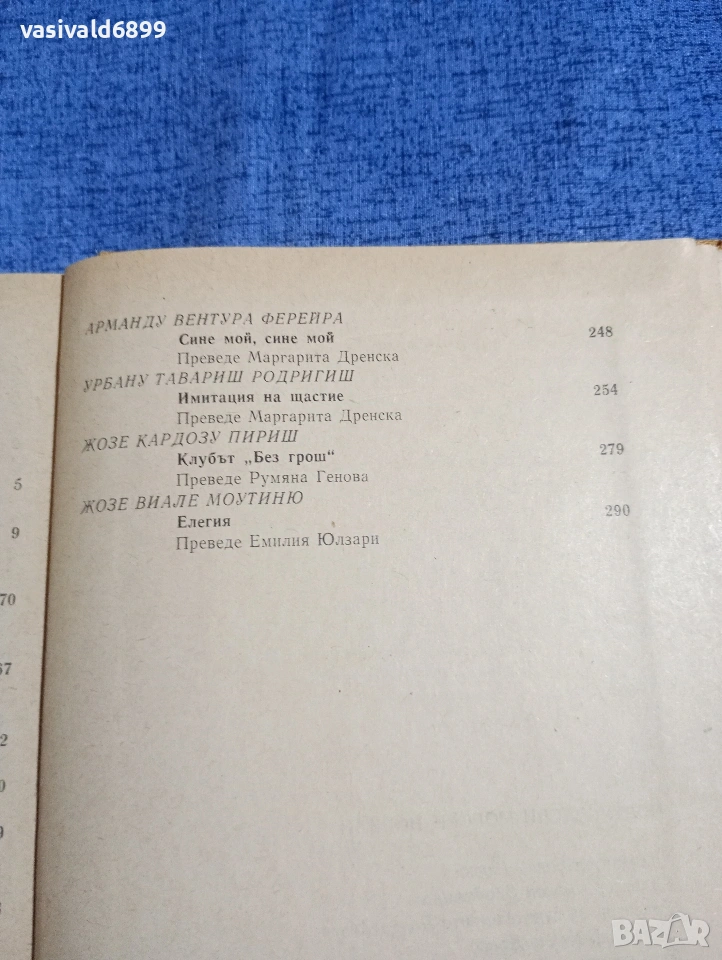 vasivald6899
АРМАНДУ ВЕНТУРА ФЕРЕЙРА
Сине мой, сине мой 248
Преведе Маргарита Дренска
УРБАНУ ТАВАРИШ РОДРИГИШ
Имитация на щастие 254
Преведе Маргарита Дренска
ЖОЗЕ КАРДОЗУ ПИРИШ
Клубът „Без грош“ 279
Преведе Румяна Генова
ЖОЗЕ ВИАЛЕ МОУТИНЮ
Елегия 290
Преведе Емилия Юлзари
5
9
70
BAZAR